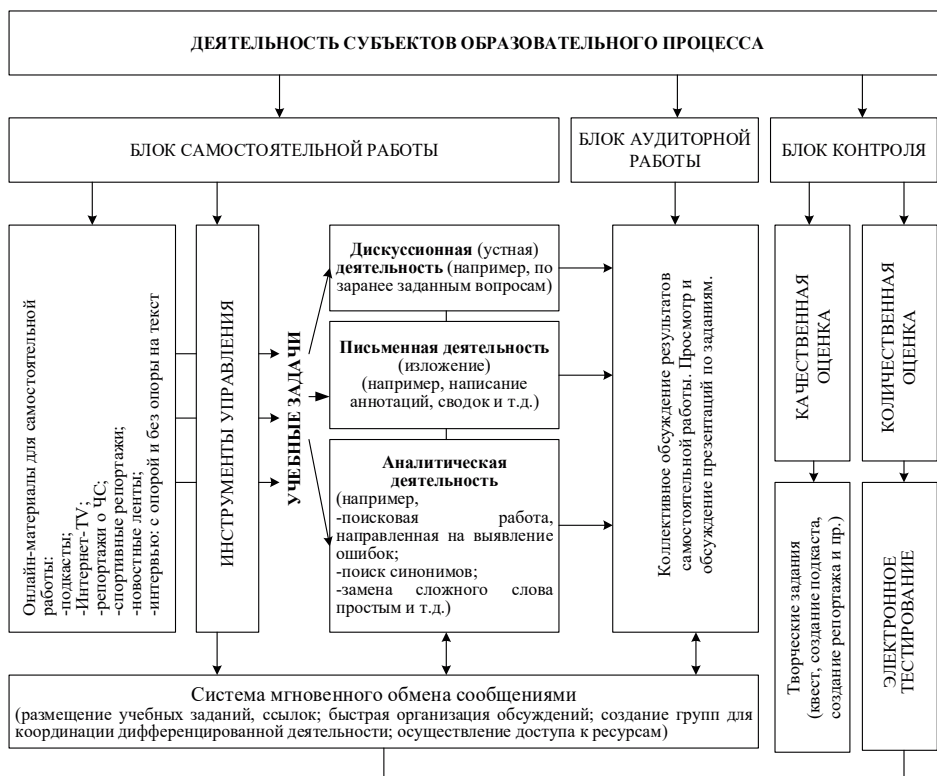 ДЕЯТЕЛЬНОСТЬ СУБЪЕКТОВ ОБРАЗОВАТЕЛЬНОГО ПРОЦЕССА
БЛОК САМОСТОЯТЕЛЬНОЙ РАБОТЫ
БЛОК АУДИТОРНОЙ
РАБОТЫ
БЛОК КОНТРОЛЯ
Онлайн-материалы для самостоятельной
работы:
-подкасты;
-Интернет-TV;
-репортажи о ЧС;
-спортивные репортажи;
-новостные ленты;
-интервью: с опорой и без опоры на текст
ИНСТРУМЕНТЫ УПРАВЛЕНИЯ
УЧЕБНЫЕ ЗАДАЧИ
Дискуссионная (устная)
деятельность (например, по
заранее заданным вопросам)
Письменная деятельность
(изложение)
(например, написание
аннотаций, сводок и т.д.)
Аналитическая
деятельность
(например,
-поисковая работа,
направленная на выявление
ошибок;
-поиск синонимов;
-замена сложного слова
простым и т.д.)
Коллективное обсуждение результатов
самостоятельной работы. Просмотр и
обсуждение презентаций по заданиям.
КАЧЕСТВЕННАЯ
ОЦЕНКА
КОЛИЧЕСТВЕННАЯ
ОЦЕНКА
Творческие задания
(квест, создание подкаста,
создание репортажа и пр.)
ЭЛЕКТРОННОЕ
ТЕСТИРОВАНИЕ
Система мгновенного обмена сообщениями
(размещение учебных заданий, ссылок; быстрая организация обсуждений; создание групп для
координации дифференцированной деятельности; осуществление доступа к ресурсам)